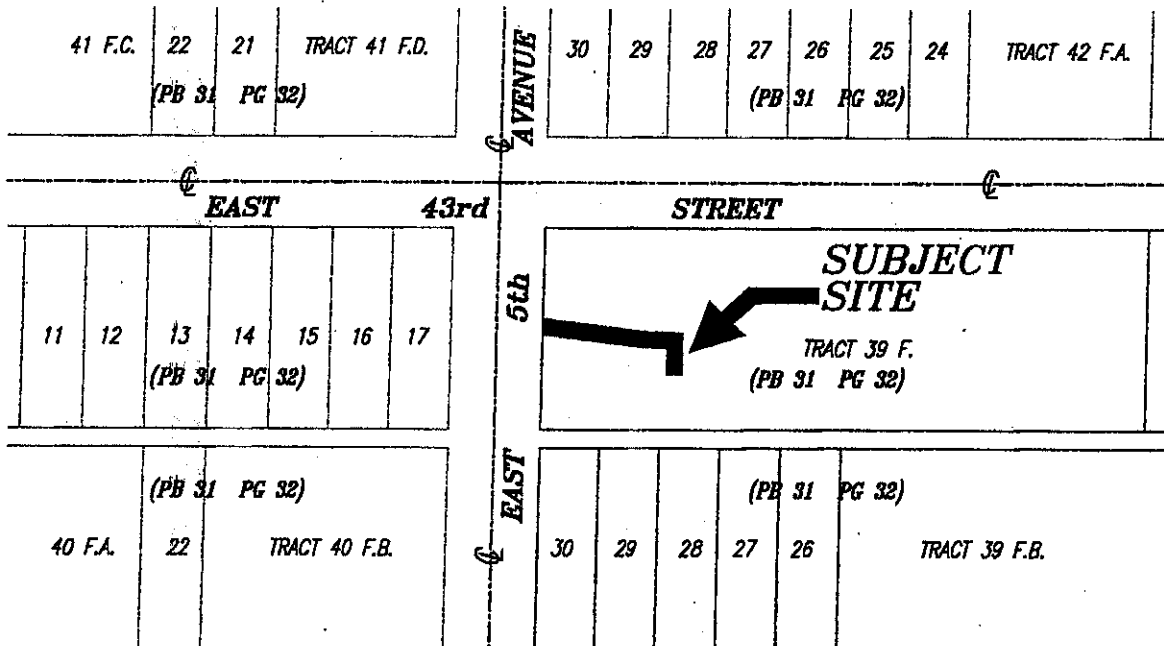 41 F.C. 22 21 TRACT 41 F.D.
(PB 31 PG 32)
AVENUE
30 29 28 27 26 25 24 TRACT 42 F.A.
(PB 31 PG 32)
℄
℄
℄
EAST 43rd STREET
11 12 13 14 15 16 17
(PB 31 PG 32)
5th
SUBJECT
SITE
TRACT 39 F.
(PB 31 PG 32)
EAST
(PB 31 PG 32)
40 F.A. 22 TRACT 40 F.B.
℄
(PB 31 PG 32)
30 29 28 27 26 TRACT 39 F.B.